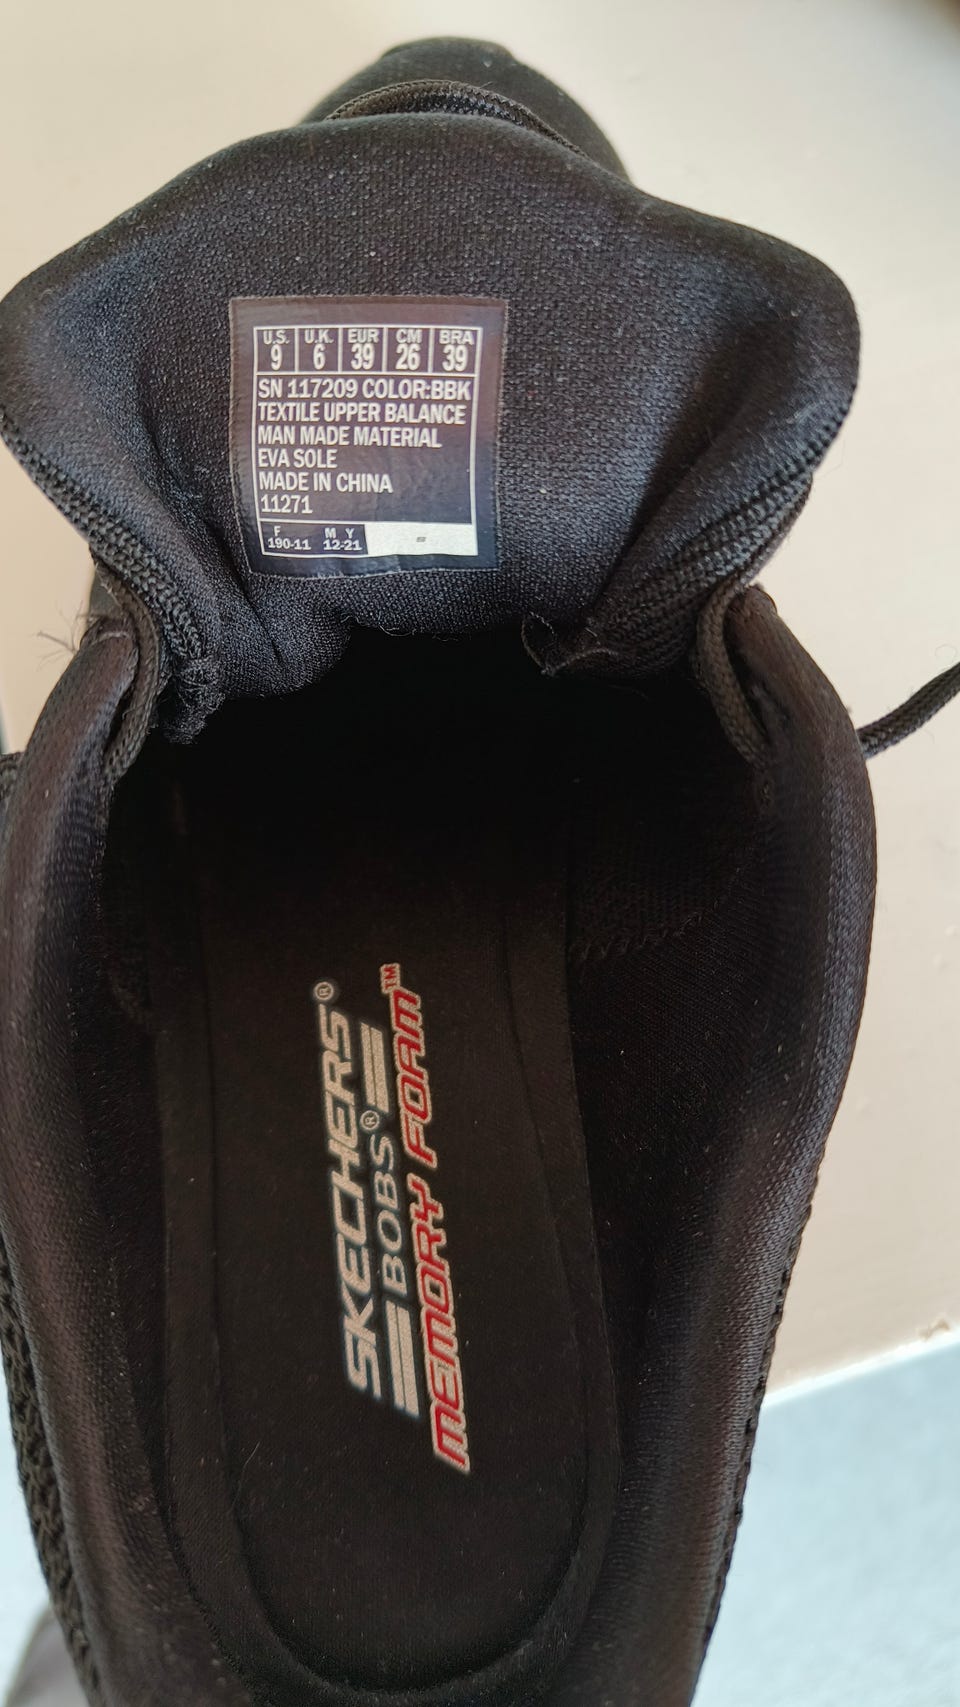 U.S. U.K. EUR CM BRA
9 6 39 26 39
SN 117209 COLOR:BBK
TEXTILE UPPER BALANCE
MAN MADE MATERIAL
EVA SOLE
MADE IN CHINA
11271
F M Y
190-11 12-21
SKECHERS®
BOBS®
MEMORY FOAM™